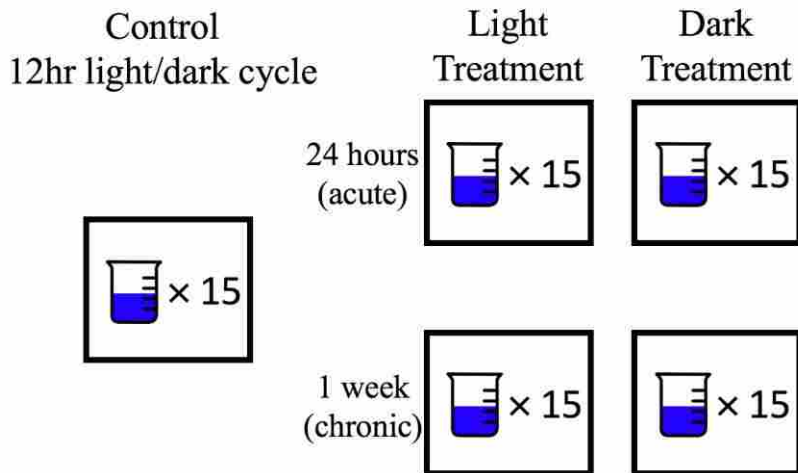 Control
12hr light/dark cycle
Light
Treatment
Dark
Treatment
24 hours
(acute)
× 15
× 15
× 15
1 week
(chronic)
× 15
× 15